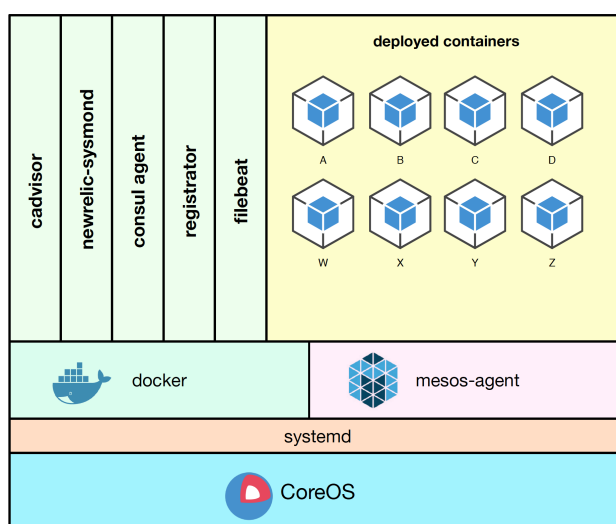 cadvisor
newrelic-sysmond
consul agent
registrator
filebeat
deployed containers
A
B
C
D
W
X
Y
Z
docker
mesos-agent
systemd
CoreOS